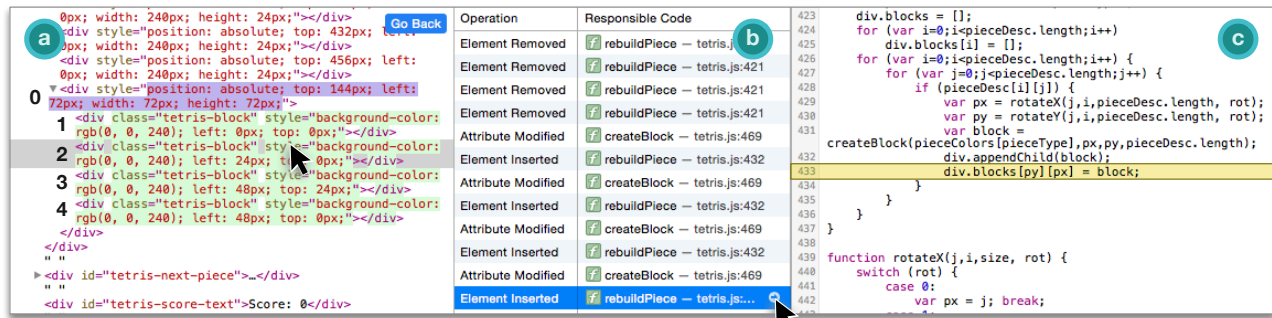 0px; width: 240px; height: 24px;"></div>
<div style="position: absolute; top: 432px; left:
0px; width: 240px; height: 24px;"></div>
<div style="position: absolute; top: 456px; left:
0px; width: 240px; height: 24px;"></div>
▼<div style="position: absolute; top: 144px; left:
72px; width: 72px; height: 72px;">
<div class="tetris-block" style="background-color:
rgb(0, 0, 240); left: 0px; top: 0px;"></div>
<div class="tetris-block" style="background-color:
rgb(0, 0, 240); left: 24px; top: 0px;"></div>
<div class="tetris-block" style="background-color:
rgb(0, 0, 240); left: 48px; top: 24px;"></div>
<div class="tetris-block" style="background-color:
rgb(0, 0, 240); left: 48px; top: 0px;"></div>
</div>
</div>
" "
▶<div id="tetris-next-piece">…</div>
" "
<div id="tetris-score-text">Score: 0</div>
Go Back
a
0
1
2
3
4
Operation Responsible Code
Element Removed f rebuildPiece — tetris.j
Element Removed f rebuildPiece — tetris.js:421
Element Removed f rebuildPiece — tetris.js:421
Element Removed f rebuildPiece — tetris.js:421
Attribute Modified f createBlock — tetris.js:469
Element Inserted f rebuildPiece — tetris.js:432
Attribute Modified f createBlock — tetris.js:469
Element Inserted f rebuildPiece — tetris.js:432
Attribute Modified f createBlock — tetris.js:469
Element Inserted f rebuildPiece — tetris.js:432
Attribute Modified f createBlock — tetris.js:469
Element Inserted f rebuildPiece — tetris.js:...
b
423 div.blocks = [];
424 for (var i=0;i<pieceDesc.length;i++)
425 div.blocks[i] = [];
426 for (var i=0;i<pieceDesc.length;i++) {
427 for (var j=0;j<pieceDesc.length;j++) {
428 if (pieceDesc[i][j]) {
429 var px = rotateX(j,i,pieceDesc.length, rot);
430 var py = rotateY(j,i,pieceDesc.length, rot);
431 var block =
createBlock(pieceColors[pieceType],px,py,pieceDesc.length);
432 div.appendChild(block);
433 div.blocks[py][px] = block;
434 }
435 }
436 }
437 }
438
439 function rotateX(j,i,size, rot) {
440 switch (rot) {
441 case 0:
442 var px = j; break;
c